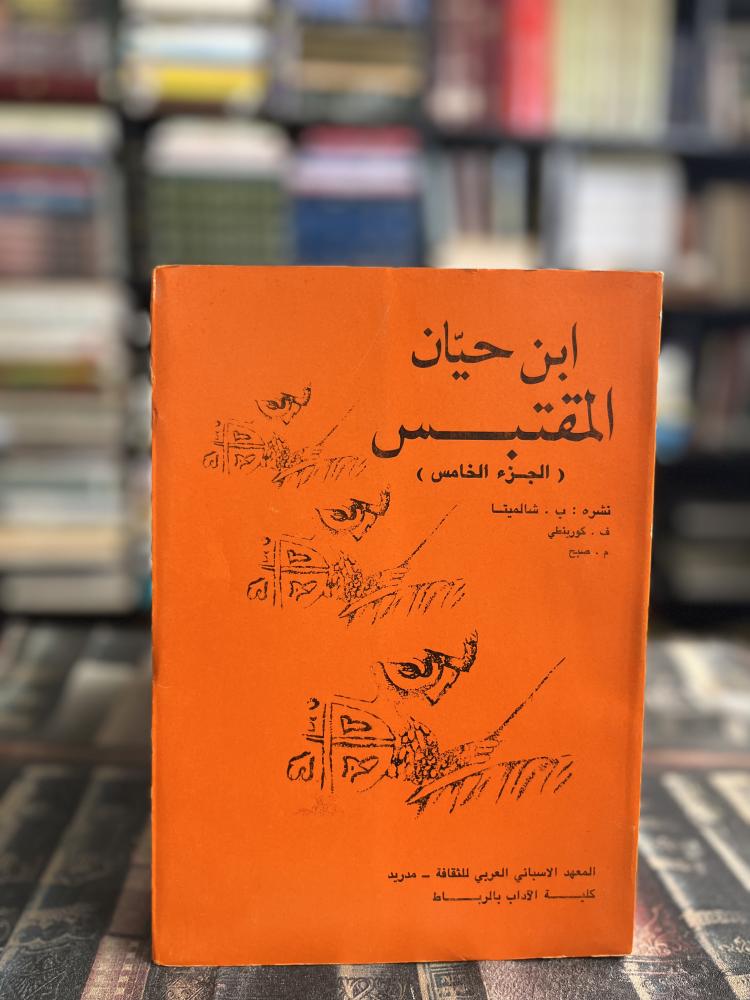 ابن حيّان
المقتبس
( الجزء الخامس )
نشره : ب . شالميتا
ف . كورينطي
م . صبح
المعهد الاسباني العربي للثقافة – مدريد
كلية الآداب بالرباط